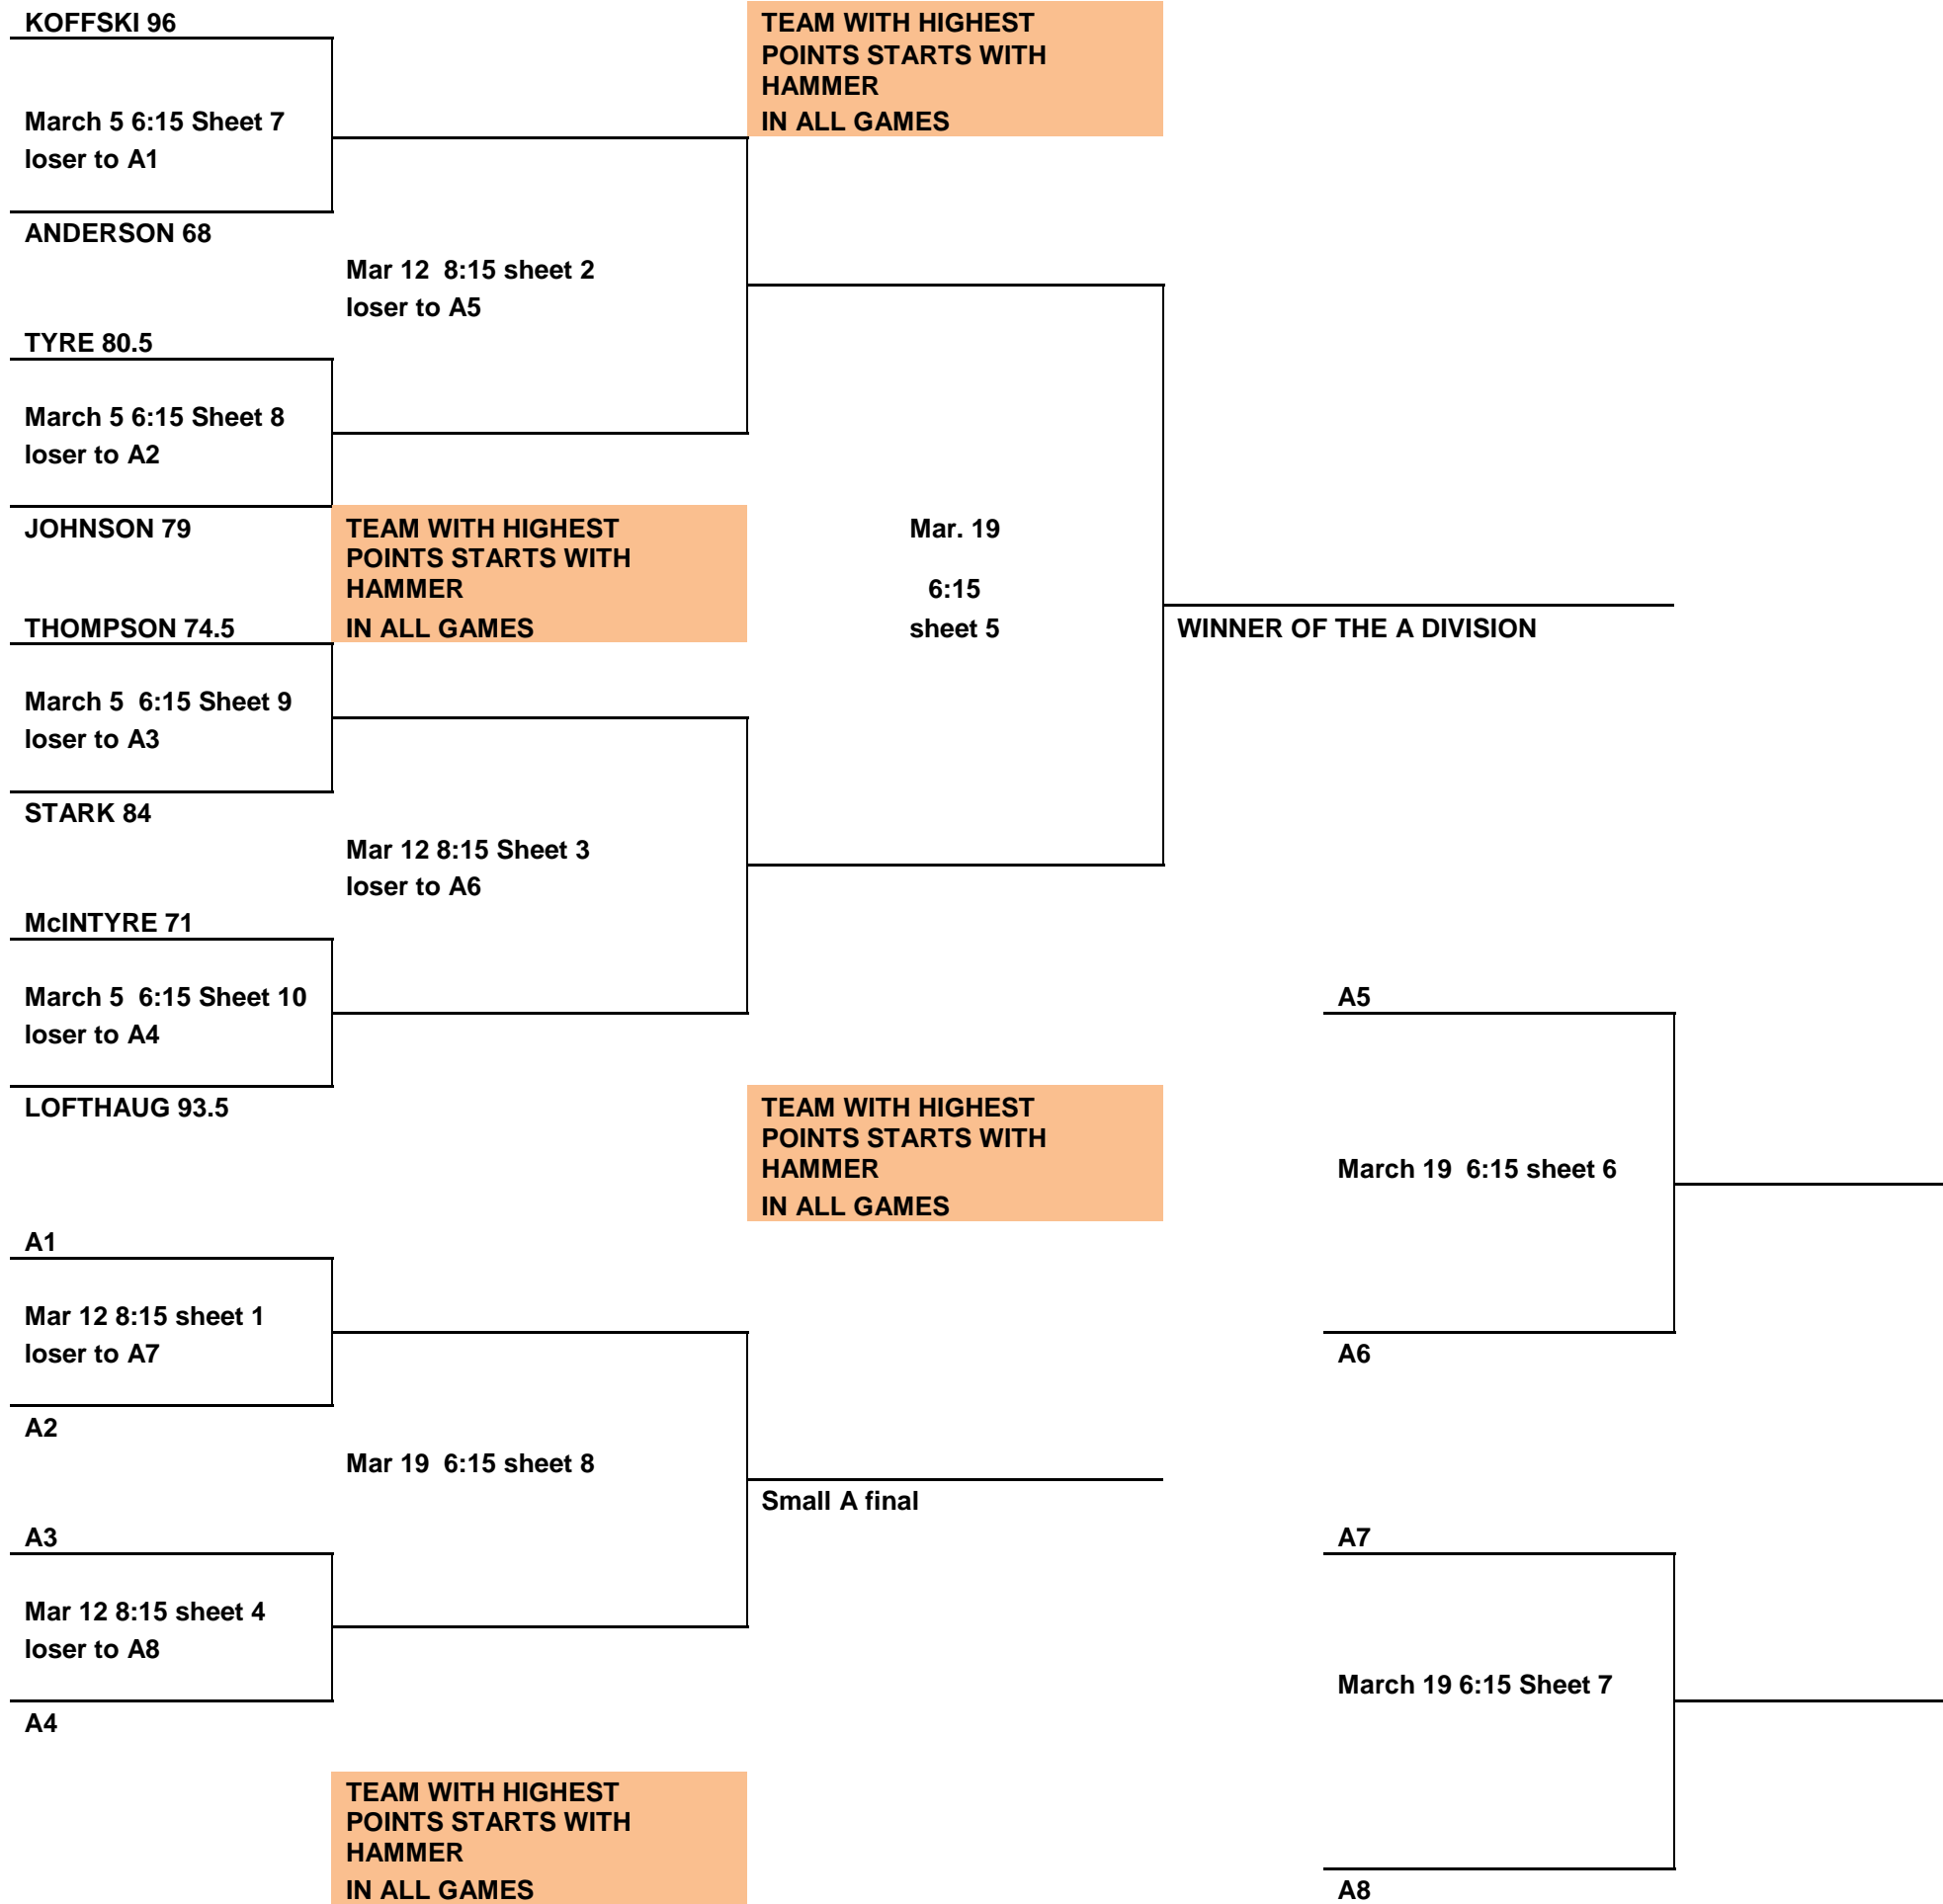 KOFFSKI 96
TEAM WITH HIGHEST
POINTS STARTS WITH
HAMMER
IN ALL GAMES
March 5 6:15 Sheet 7
loser to A1
ANDERSON 68
Mar 12  8:15 sheet 2
loser to A5
TYRE 80.5
March 5 6:15 Sheet 8
loser to A2
JOHNSON 79
TEAM WITH HIGHEST
POINTS STARTS WITH
HAMMER
IN ALL GAMES
Mar. 19
6:15
sheet 5
WINNER OF THE A DIVISION
THOMPSON 74.5
March 5  6:15 Sheet 9
loser to A3
STARK 84
Mar 12 8:15 Sheet 3
loser to A6
McINTYRE 71
March 5  6:15 Sheet 10
loser to A4
LOFTHAUG 93.5
TEAM WITH HIGHEST
POINTS STARTS WITH
HAMMER
IN ALL GAMES
A5
March 19  6:15 sheet 6
A6
A1
Mar 12 8:15 sheet 1
loser to A7
A2
Mar 19  6:15 sheet 8
Small A final
A3
Mar 12 8:15 sheet 4
loser to A8
A4
A7
March 19 6:15 Sheet 7
A8
TEAM WITH HIGHEST
POINTS STARTS WITH
HAMMER
IN ALL GAMES